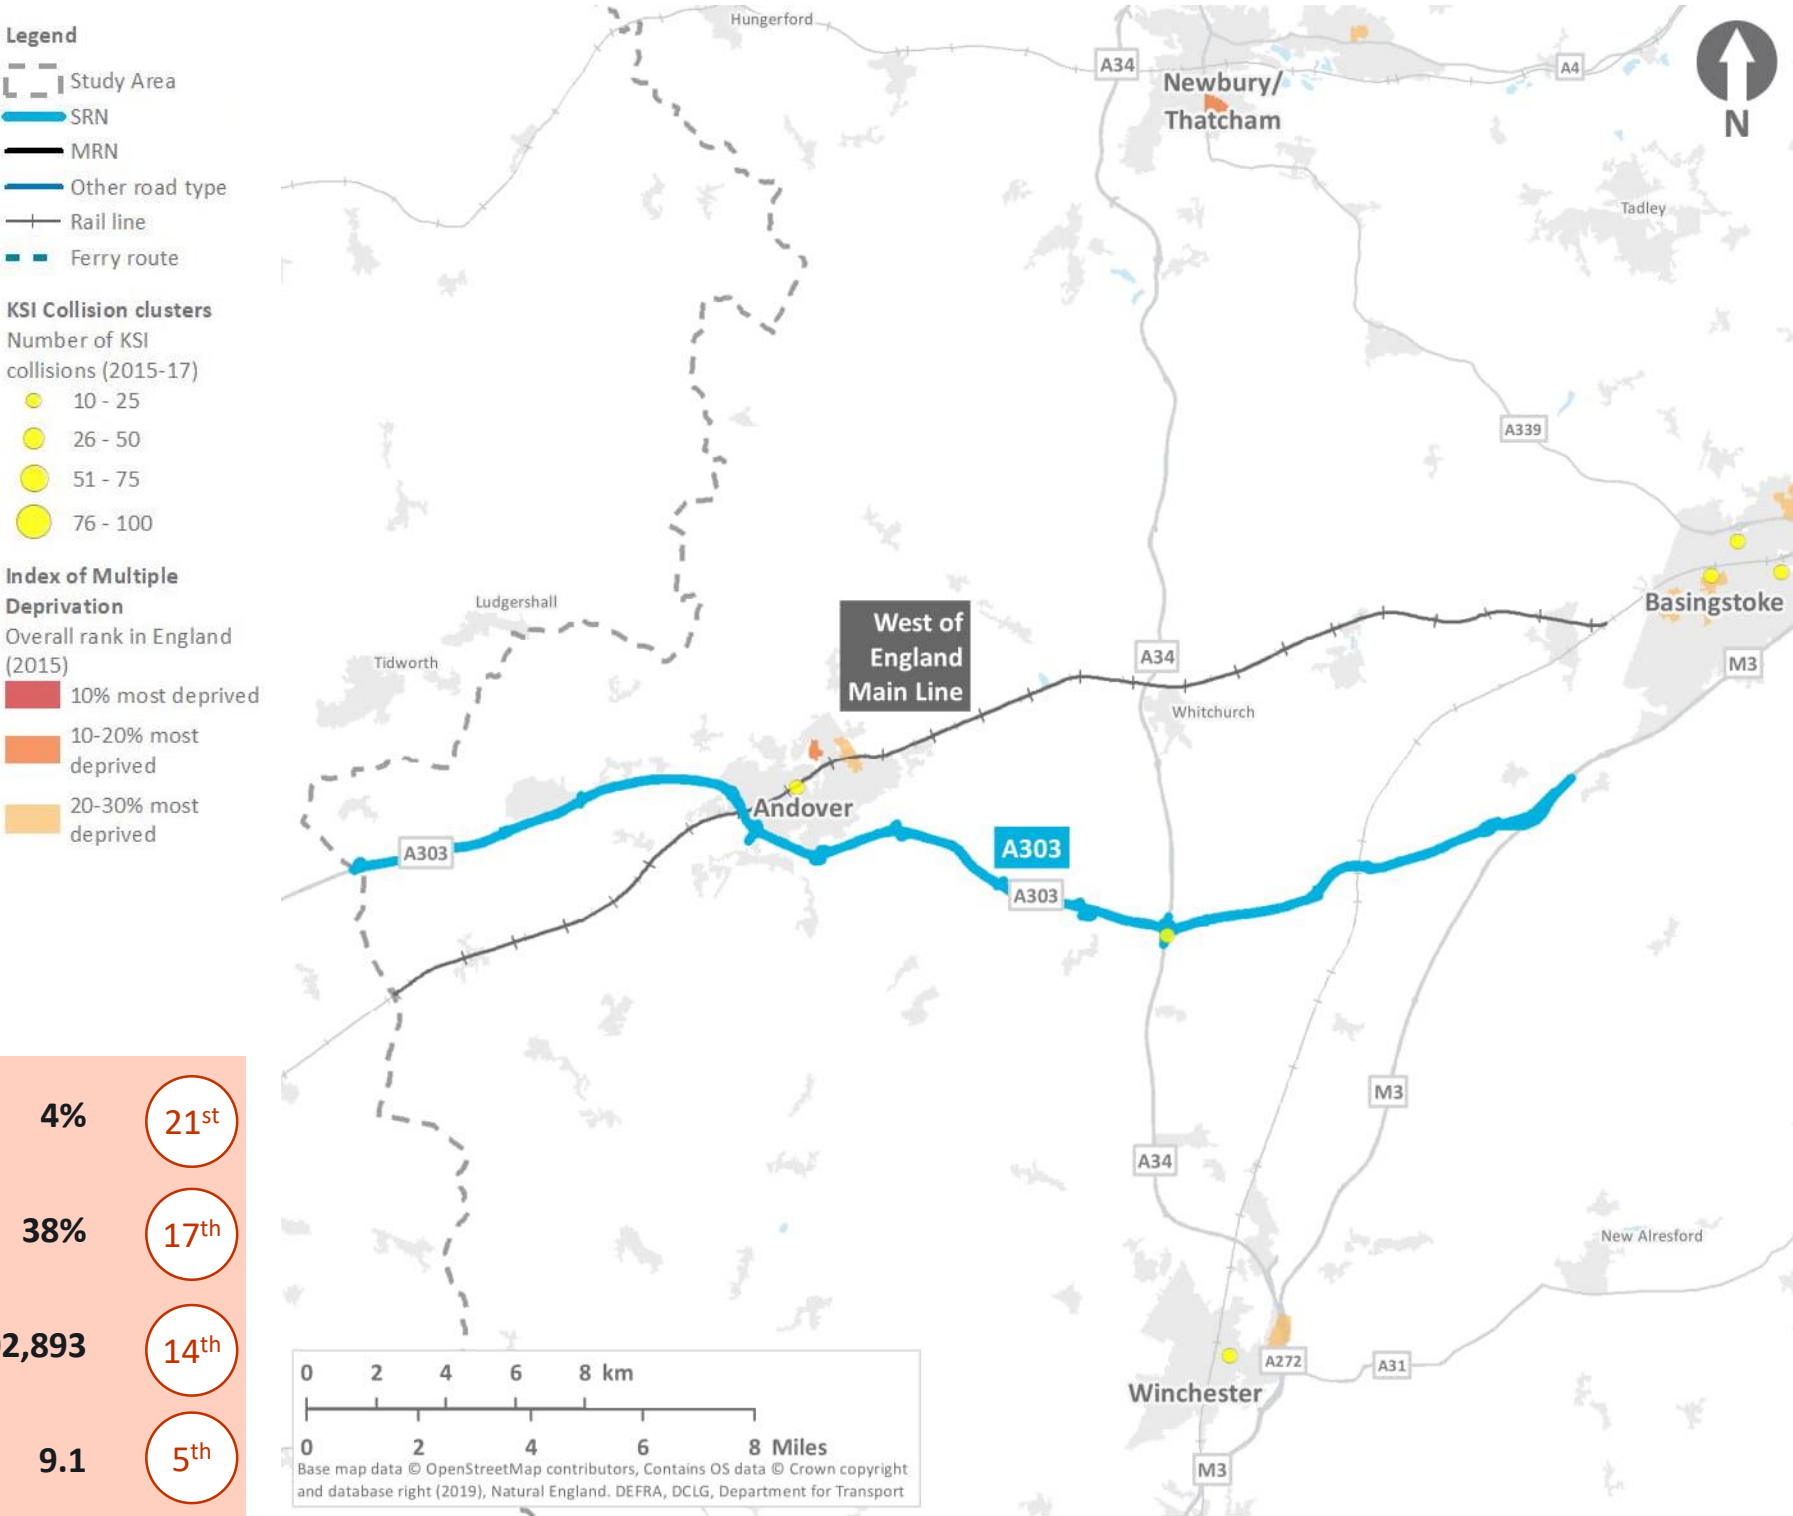 Legend
Study Area
SRN
MRN
Other road type
Rail line
Ferry route
KSI Collision clusters
Number of KSI
collisions (2015-17)
10 - 25
26 - 50
51 - 75
76 - 100
Index of Multiple
Deprivation
Overall rank in England
(2015)
10% most deprived
10-20% most
deprived
20-30% most
deprived
4% 21st
38% 17th
2,893 14th
9.1 5th
Hungerford
A34
Newbury/
Thatcham
A4
N
Tadley
A339
Ludgershall
Tidworth
West of
England
Main Line
A34
Whitchurch
Basingstoke
M3
Andover
A303
A303
A303
M3
A34
New Alresford
A272
A31
Winchester
M3
0 2 4 6 8 km
0 2 4 6 8 Miles
Base map data © OpenStreetMap contributors, Contains OS data © Crown copyright
and database right (2019), Natural England. DEFRA, DCLG, Department for Transport